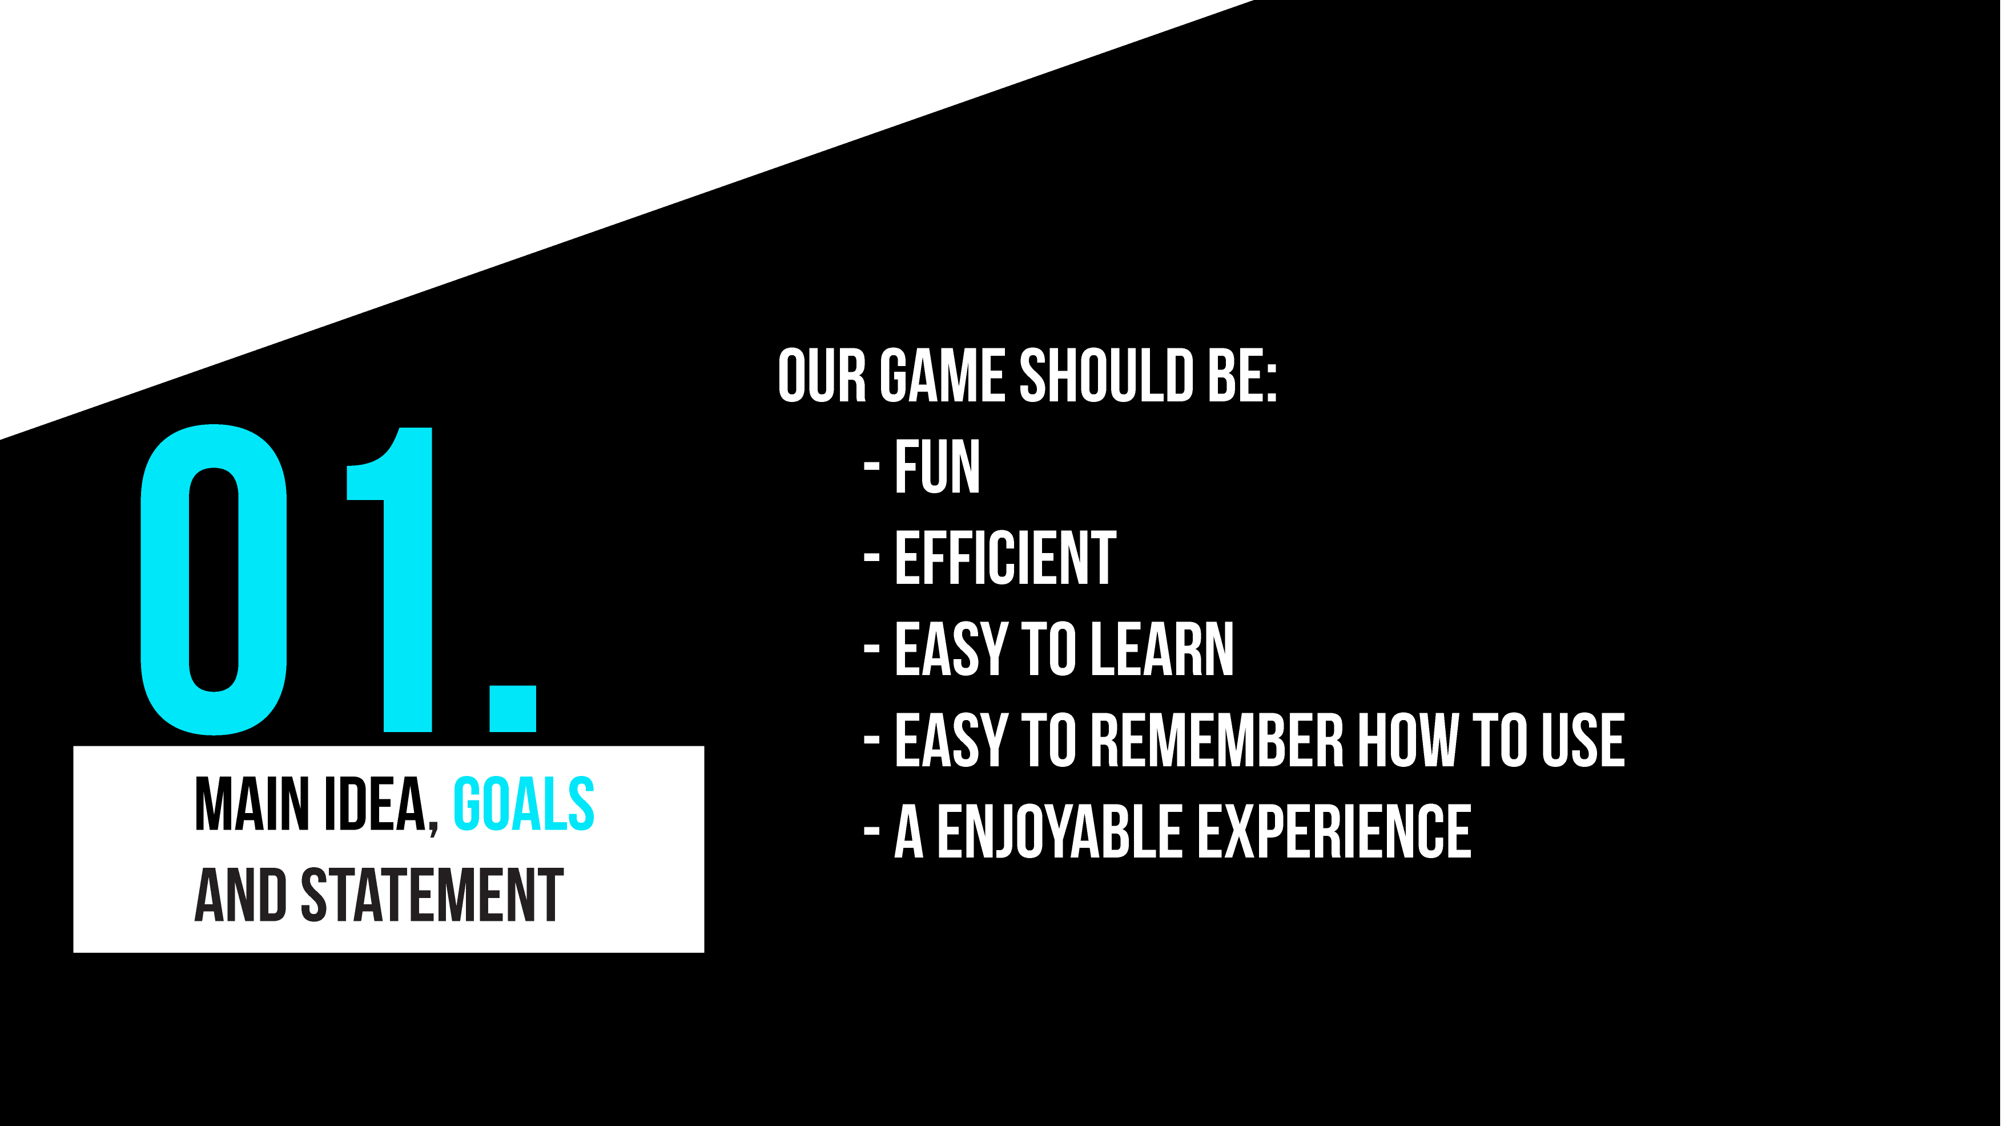 01.
MAIN IDEA, GOALS
AND STATEMENT
OUR GAME SHOULD BE:
- FUN
- EFFICIENT
- EASY TO LEARN
- EASY TO REMEMBER HOW TO USE
- A ENJOYABLE EXPERIENCE